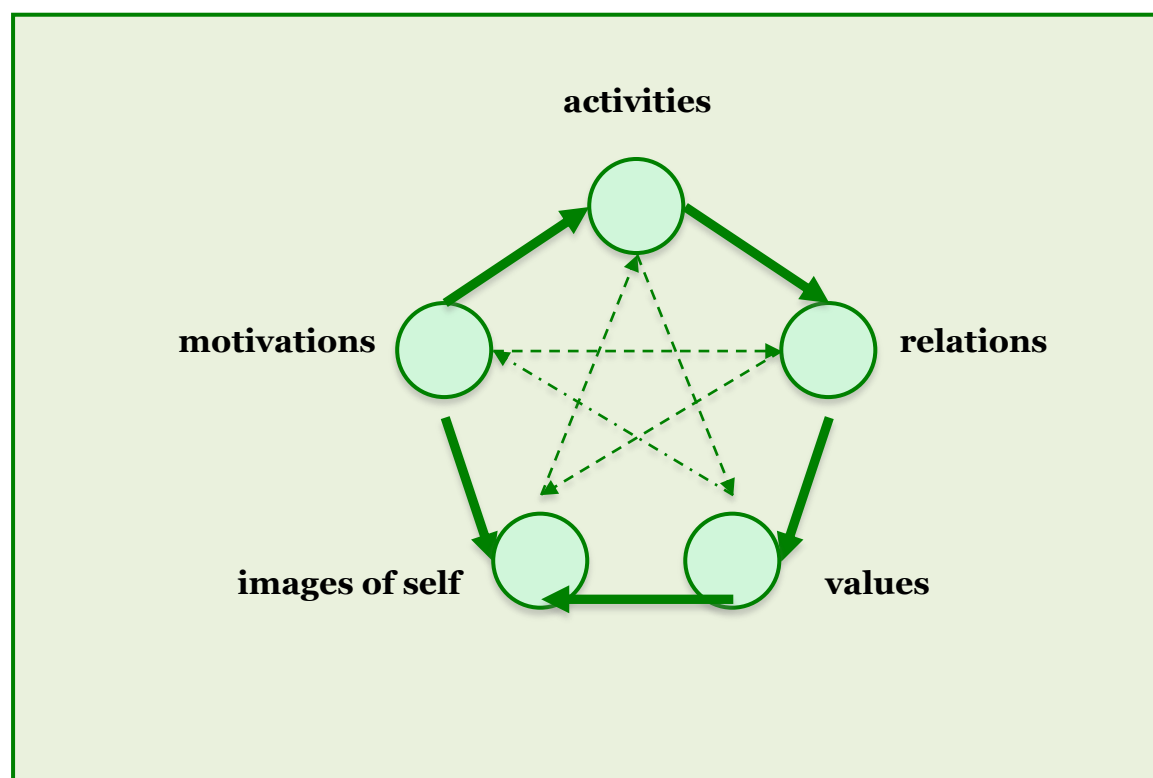 activities
motivations
relations
images of self
values